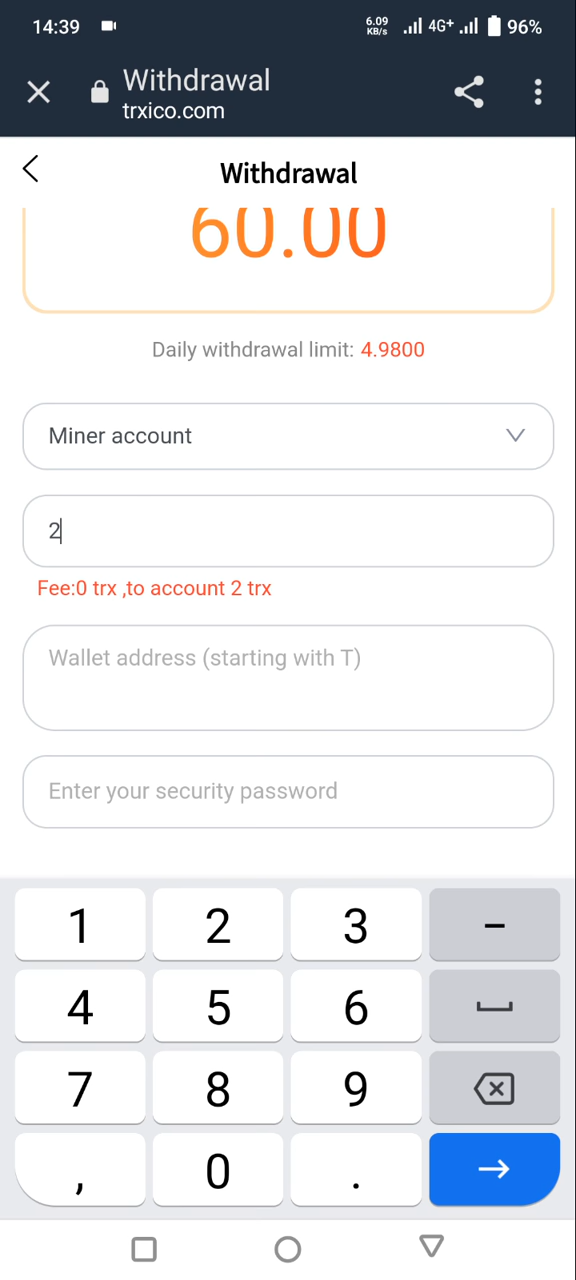 14:39
6.09 KB/s
4G+
96%
Withdrawal
trxico.com
Withdrawal
60.00
Daily withdrawal limit: 4.9800
Miner account
2
Fee:0 trx ,to account 2 trx
Wallet address (starting with T)
Enter your security password
1 2 3 -
4 5 6
7 8 9
, 0 .